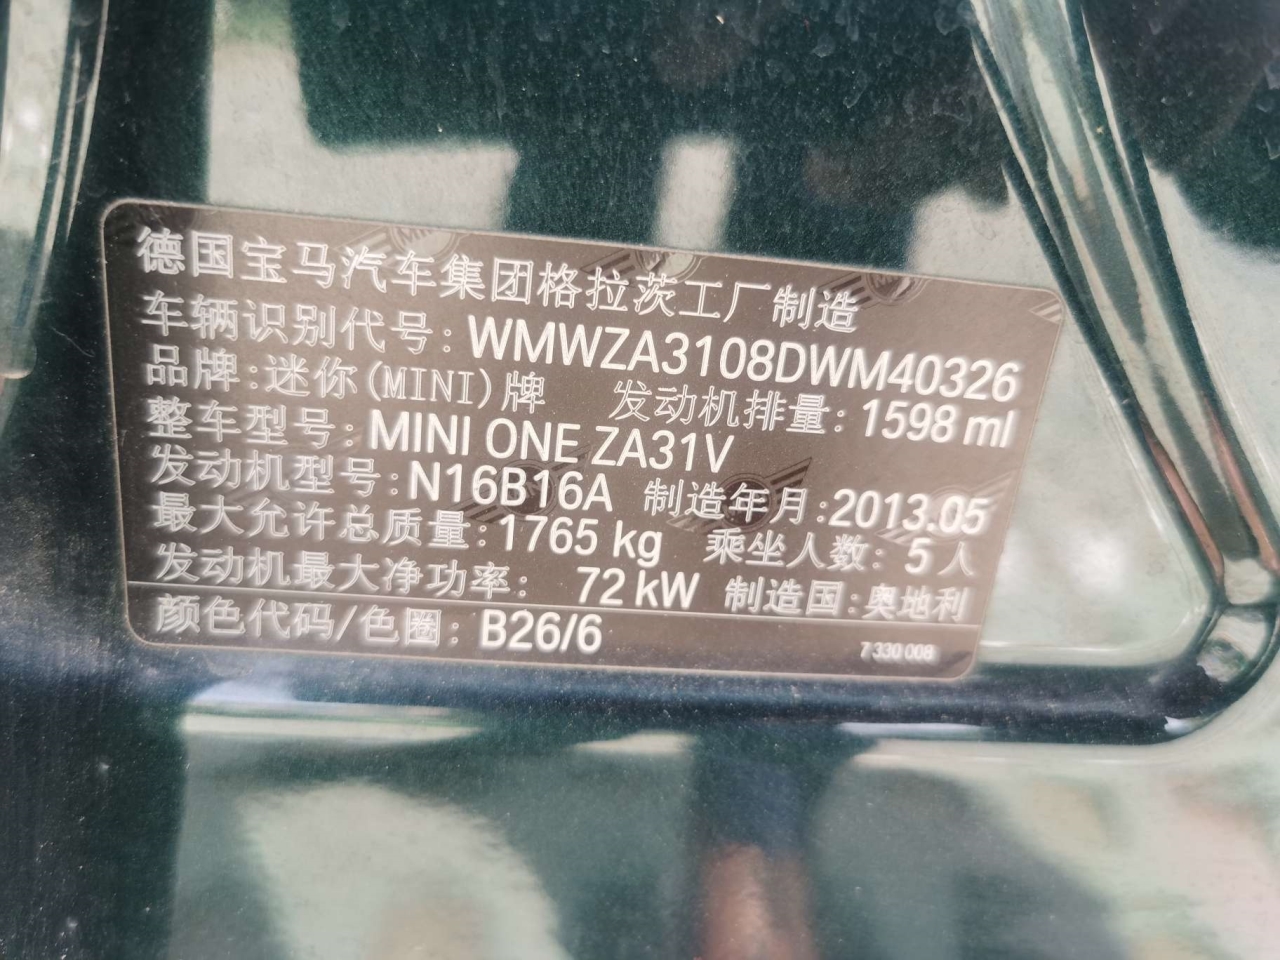 德国宝马汽车集团格拉茨工厂制造
车辆识别代号：WMWZA3108DWM40326
品牌：迷你(MINI)牌 发动机排量：1598 ml
整车型号：MINI ONE ZA31V
发动机型号：N16B16A 制造年月：2013.05
最大允许总质量：1765 kg 乘坐人数：5人
发动机最大净功率： 72 kW 制造国：奥地利
颜色代码/色圈：B26/6 7 330 008